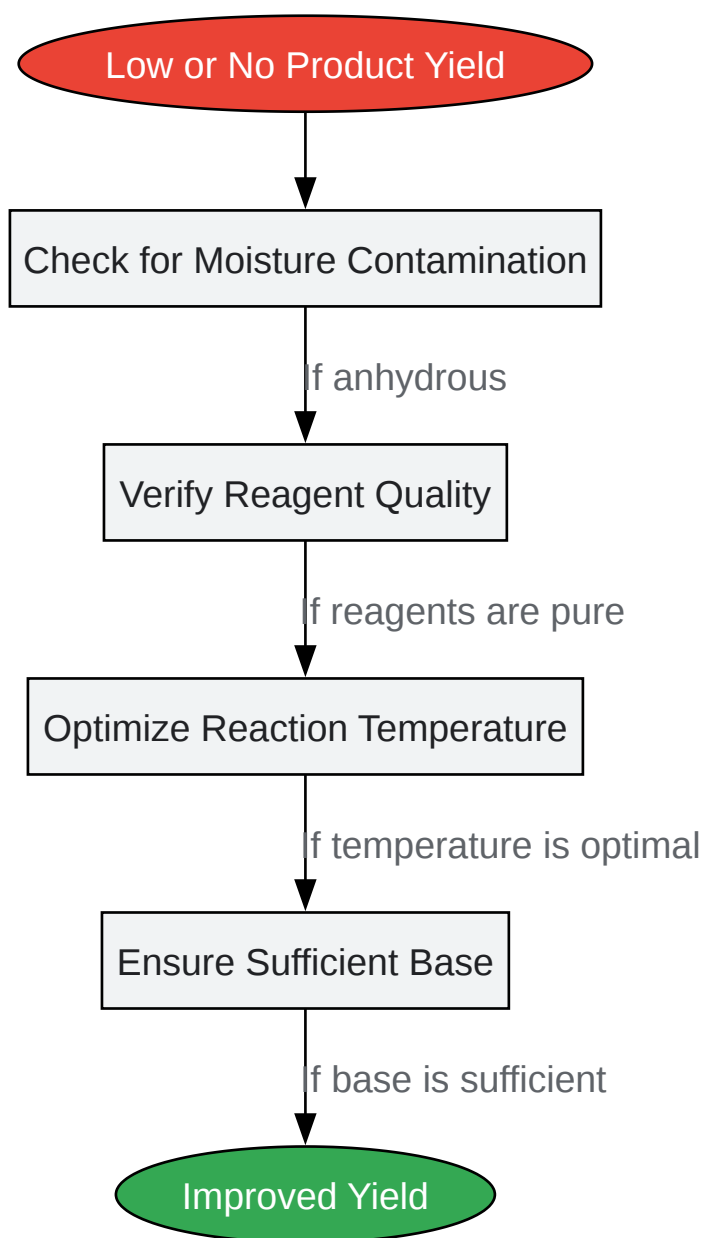 Low or No Product Yield
Check for Moisture Contamination
If anhydrous
Verify Reagent Quality
If reagents are pure
Optimize Reaction Temperature
If temperature is optimal
Ensure Sufficient Base
If base is sufficient
Improved Yield